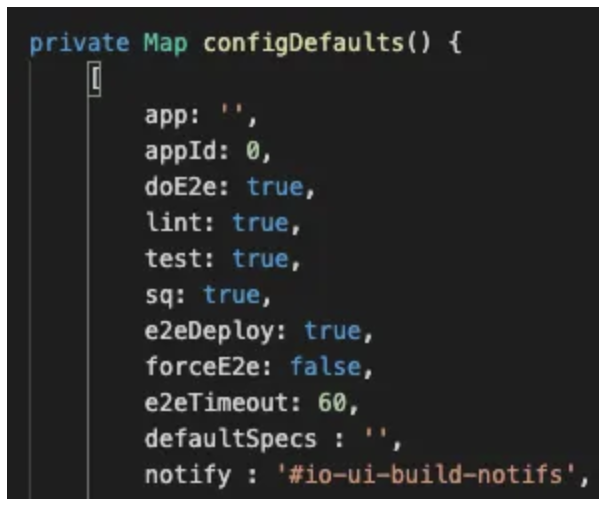 private Map configDefaults() {
[
app: '',
appId: 0,
doE2e: true,
lint: true,
test: true,
sq: true,
e2eDeploy: true,
forceE2e: false,
e2eTimeout: 60,
defaultSpecs : '',
notify : '#io-ui-build-notifs',